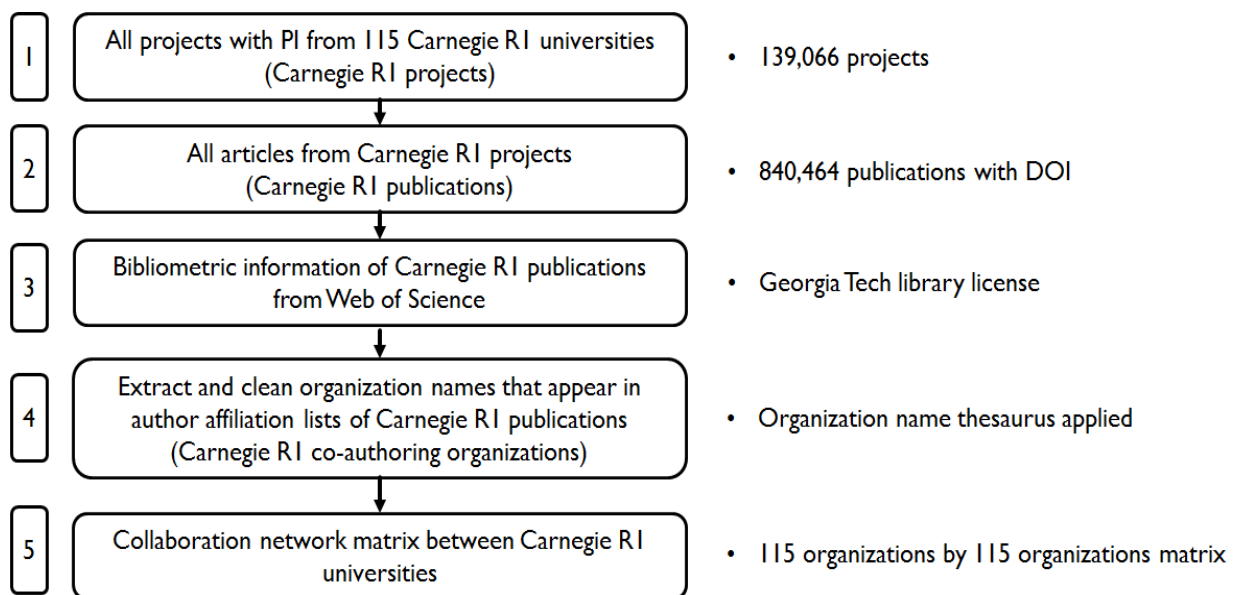 1
All projects with PI from 115 Carnegie R1 universities
(Carnegie R1 projects)
• 139,066 projects
2
All articles from Carnegie R1 projects
(Carnegie R1 publications)
• 840,464 publications with DOI
3
Bibliometric information of Carnegie R1 publications
from Web of Science
• Georgia Tech library license
4
Extract and clean organization names that appear in
author affiliation lists of Carnegie R1 publications
(Carnegie R1 co-authoring organizations)
• Organization name thesaurus applied
5
Collaboration network matrix between Carnegie R1
universities
• 115 organizations by 115 organizations matrix